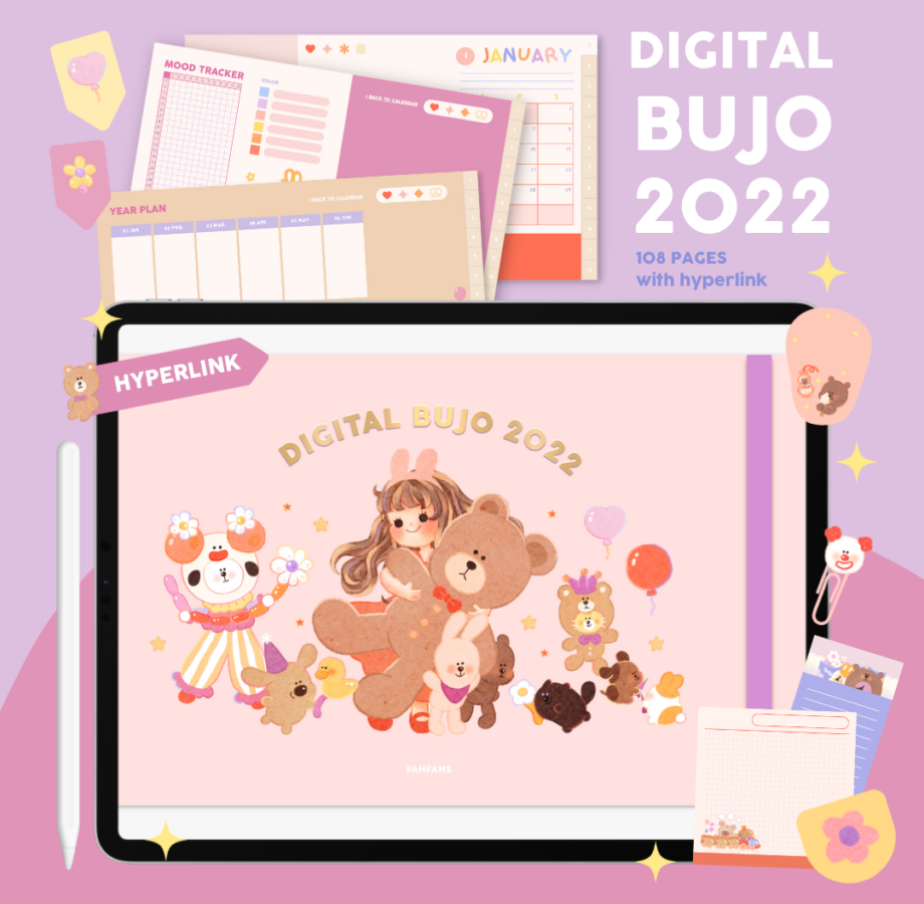 DIGITAL
BUJO
2022
108 PAGES
with hyperlink
JANUARY
MOOD TRACKER
COLOR
< BACK TO CALENDAR
YEAR PLAN
< BACK TO CALENDAR
01 JAN
02 FEB
03 MAR
04 APR
05 MAY
06 JUN
HYPERLINK
DIGITAL BUJO 2022
FAHFAHS